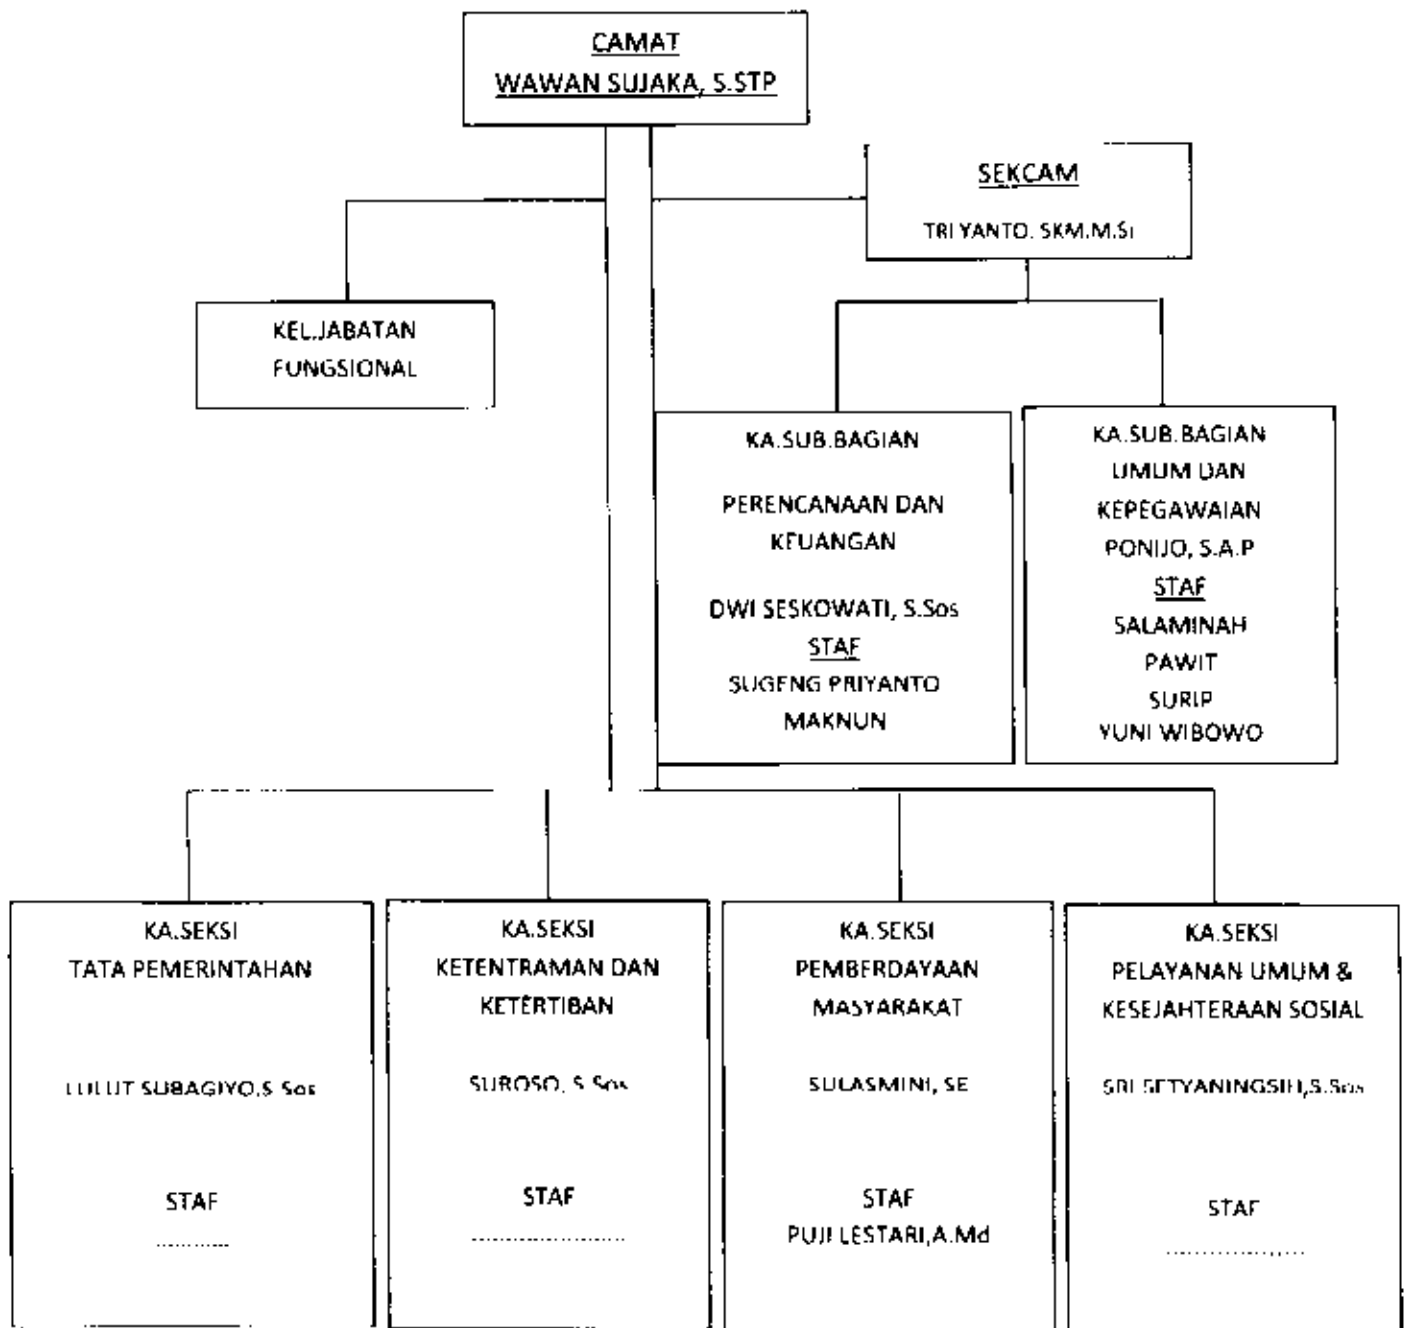 CAMAT
WAWAN SUJAKA, S.STP
SEKCAM
TRI YANTO. SKM.M.Si
KEL.JABATAN
FUNGSIONAL
KA.SUB.BAGIAN
PERENCANAAN DAN
KEUANGAN
DWI SESKOWATI, S.Sos
STAF
SUGENG PRIYANTO
MAKNUN
KA.SUB.BAGIAN
UMUM DAN
KEPEGAWAIAN
PONIJO, S.A.P
STAF
SALAMINAH
PAWIT
SURIP
YUNI WIBOWO
KA.SEKSI
TATA PEMERINTAHAN
LULUT SUBAGIYO,S Sos
STAF
............
KA.SEKSI
KETENTRAMAN DAN
KETERTIBAN
SUROSO, S Sos
STAF
.........................
KA.SEKSI
PEMBERDAYAAN
MASYARAKAT
SULASMINI, SE
STAF
PUJI LESTARI,A.Md
KA.SEKSI
PELAYANAN UMUM &
KESEJAHTERAAN SOSIAL
SRI SETYANINGSIH,S.Sos
STAF
.......................